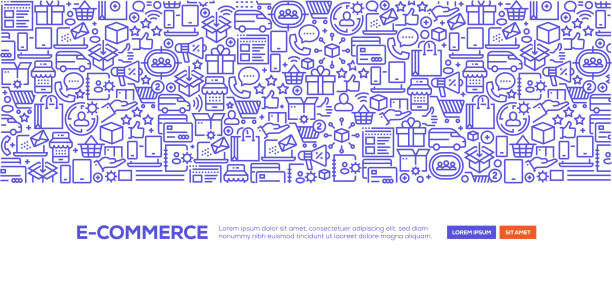 E-COMMERCE
Lorem ipsum dolor sit amet, consectetuer adipiscing elit, sed diam
nonummy nibh euismod tincidunt ut laoreet dolore magna aliquam.
LOREM IPSUM
SIT AMET